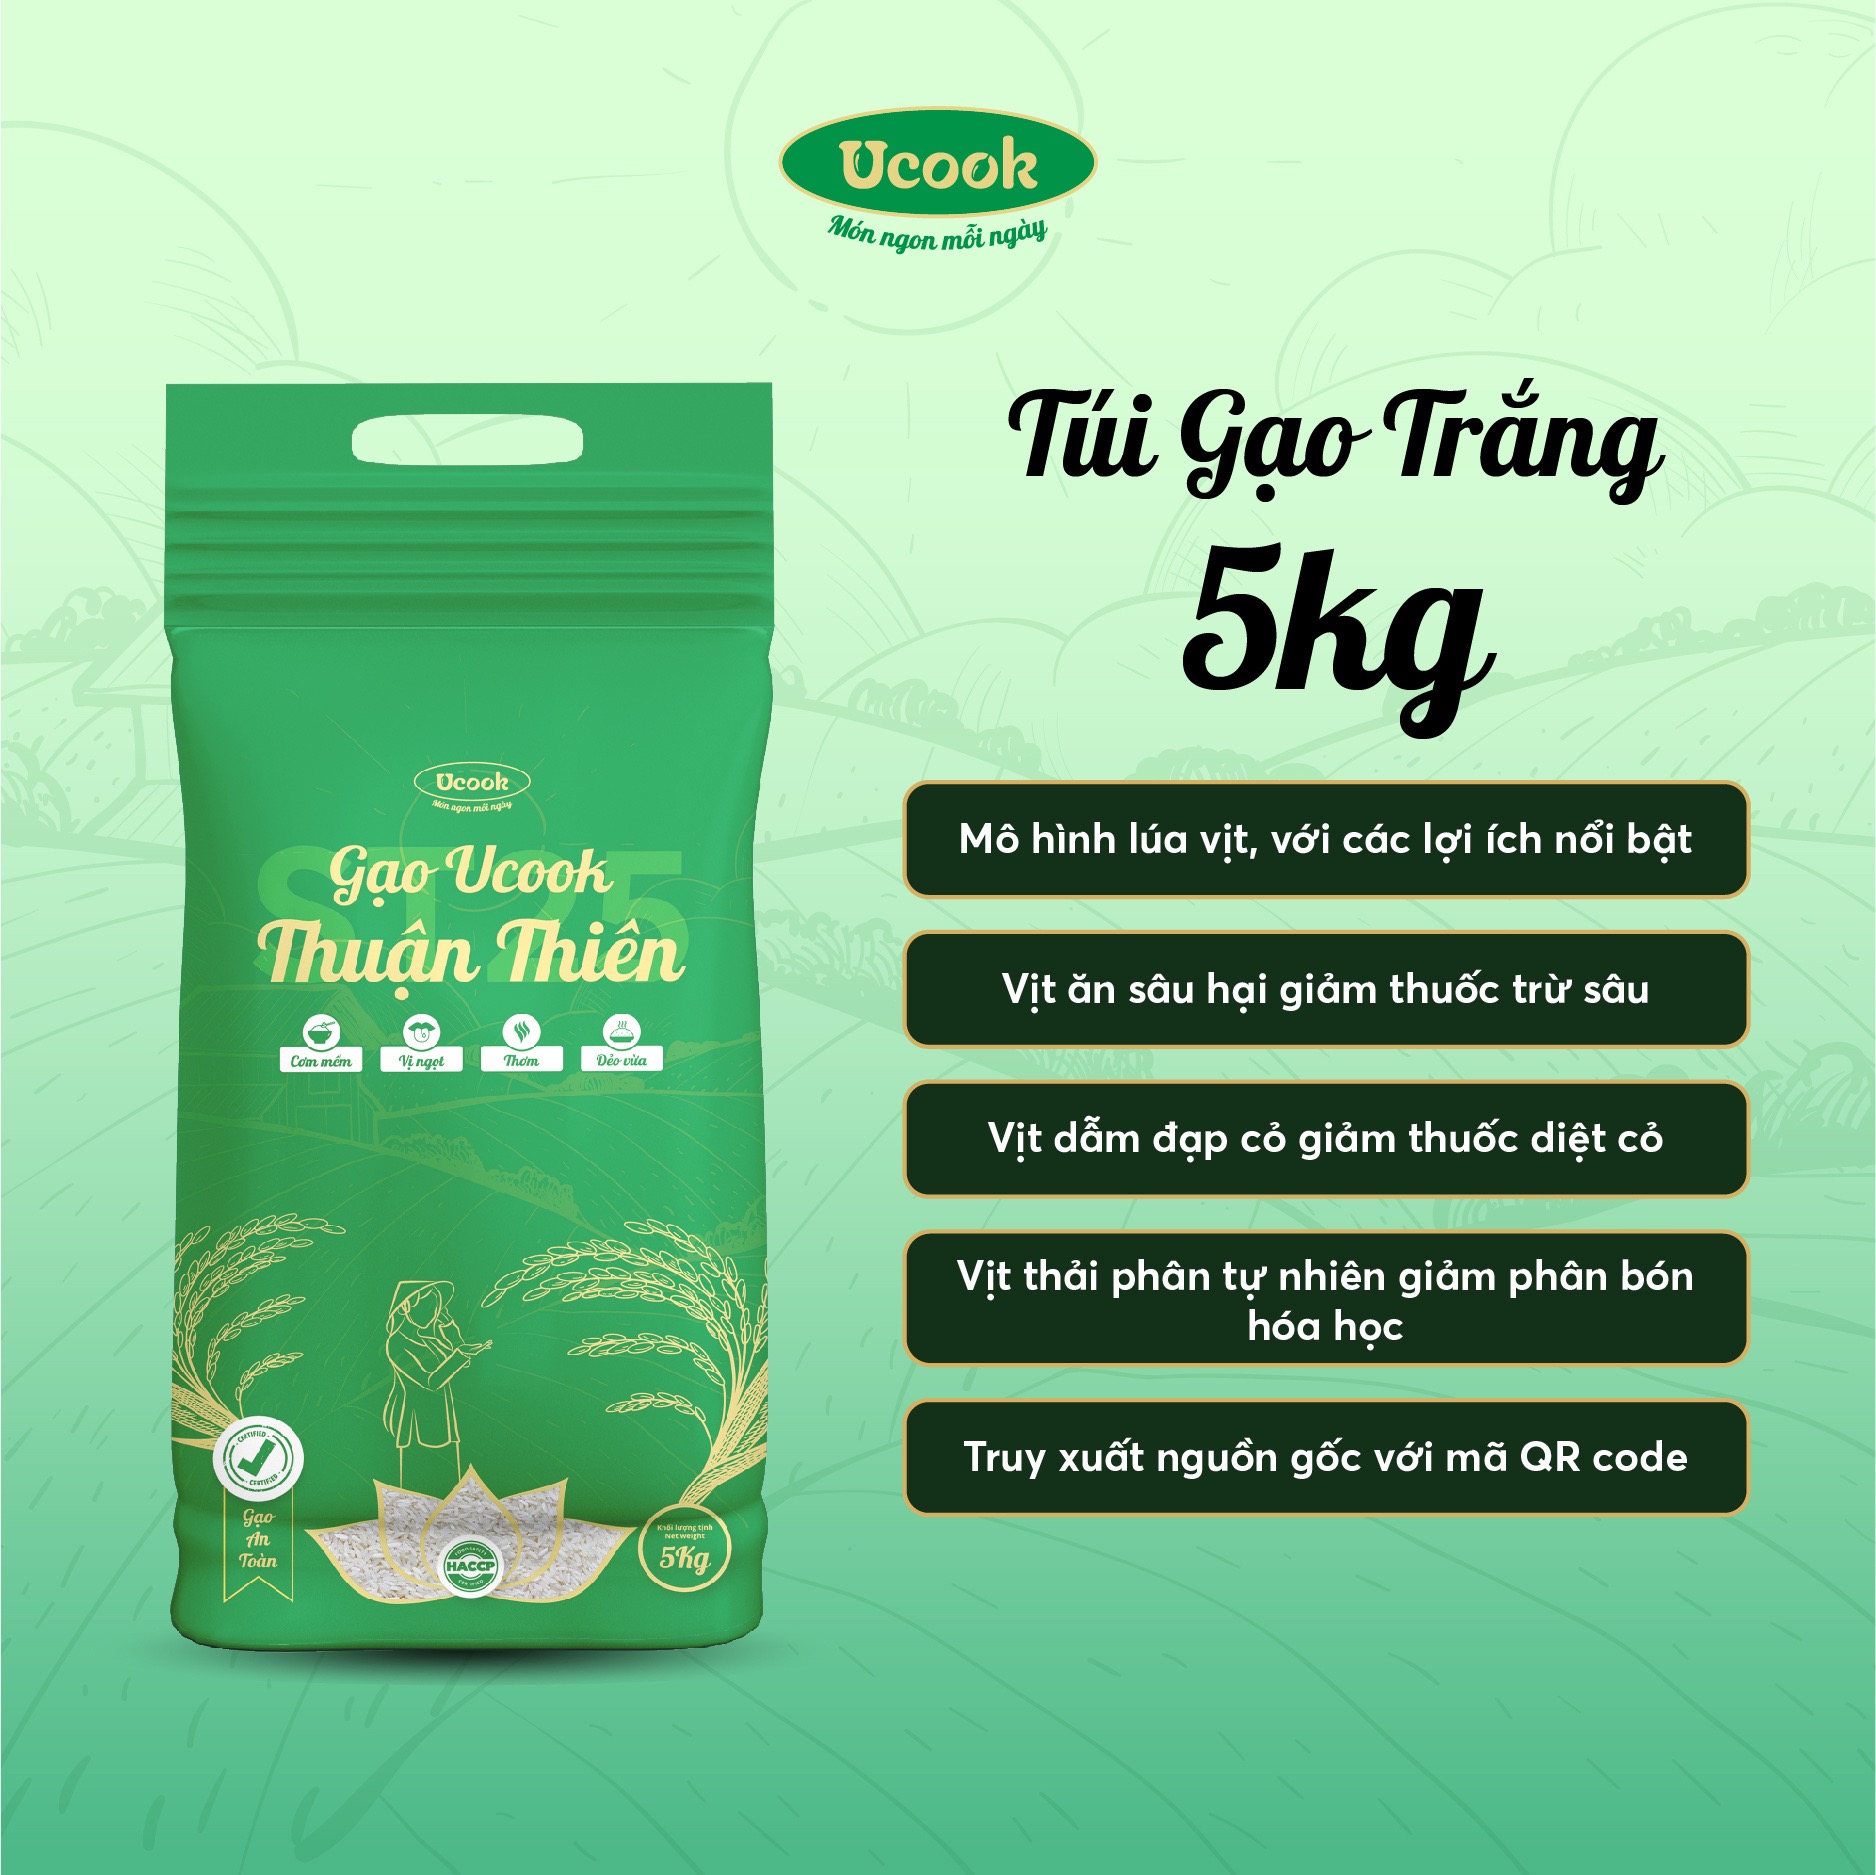 Ucook
Món ngon mỗi ngày
Túi Gạo Trắng
5kg
Mô hình lúa vịt, với các lợi ích nổi bật
Vịt ăn sâu hại giảm thuốc trừ sâu
Vịt dẫm đạp cỏ giảm thuốc diệt cỏ
Vịt thải phân tự nhiên giảm phân bón
hóa học
Truy xuất nguồn gốc với mã QR code
Ucook
Món ngon mỗi ngày
ST25
Gạo Ucook
Thuận Thiên
Cơm mềm
Vị ngọt
Thơm
Dẻo vừa
CERTIFIED
CERTIFIED
Gạo
An
Toàn
HACCP
Khối lượng tịnh
Net weight
5Kg